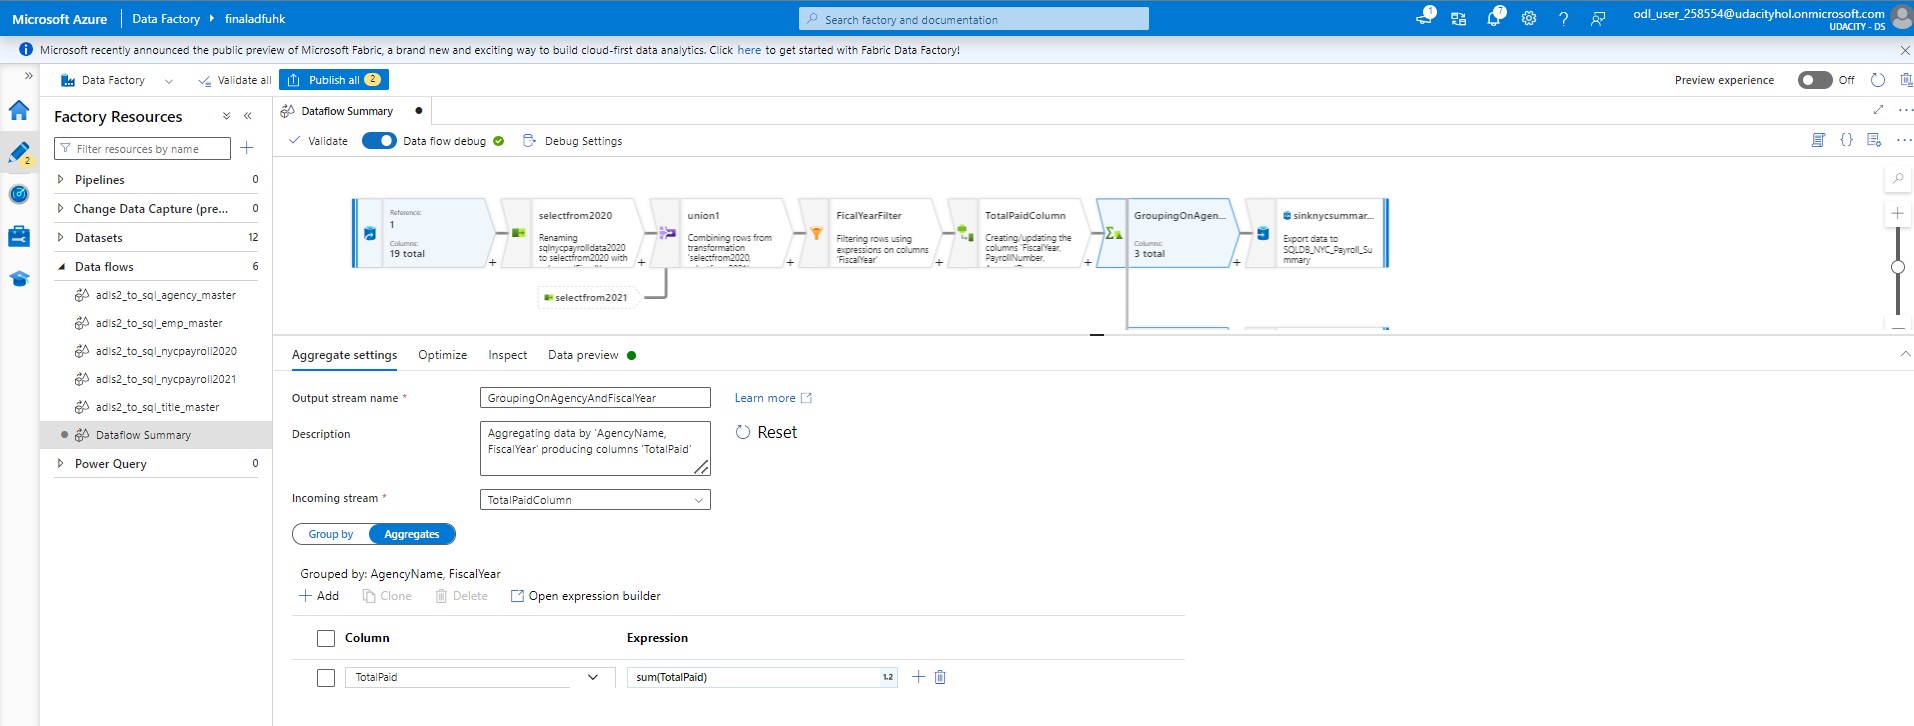 Microsoft Azure
Data Factory
finaladfuhk
Search factory and documentation
1
7
odl_user_258554@udacityhol.onmicrosoft.com
UDACITY - DS
Microsoft recently announced the public preview of Microsoft Fabric, a brand new and exciting way to build cloud-first data analytics. Click here to get started with Fabric Data Factory!
Data Factory
Validate all
Publish all 2
Preview experience
Off
2
Factory Resources
Filter resources by name
Pipelines 0
Change Data Capture (pre... 0
Datasets 12
Data flows 6
adls2_to_sql_agency_master
adls2_to_sql_emp_master
adls2_to_sql_nycpayroll2020
adls2_to_sql_nycpayroll2021
adls2_to_sql_title_master
Dataflow Summary
Power Query 0
Dataflow Summary
Validate
Data flow debug
Debug Settings
Reference:
1
Columns:
19 total
selectfrom2020
Renaming
sqlnycpayrolldata2020
to selectfrom2020 with
union1
Combining rows from
transformation
'selectfrom2020,
FicalYearFilter
Filtering rows using
expressions on columns
'FiscalYear'
TotalPaidColumn
Creating/updating the
columns 'FiscalYear,
PayrollNumber,
GroupingOnAgen...
Columns:
3 total
sinknycsummar...
Export data to
SQLDB_NYC_Payroll_Su
mmary
selectfrom2021
Aggregate settings
Optimize
Inspect
Data preview
Output stream name *
GroupingOnAgencyAndFiscalYear
Learn more
Description
Aggregating data by 'AgencyName,
FiscalYear' producing columns 'TotalPaid'
Reset
Incoming stream *
TotalPaidColumn
Group by
Aggregates
Grouped by: AgencyName, FiscalYear
Add
Clone
Delete
Open expression builder
Column
Expression
TotalPaid
sum(TotalPaid)
1.2